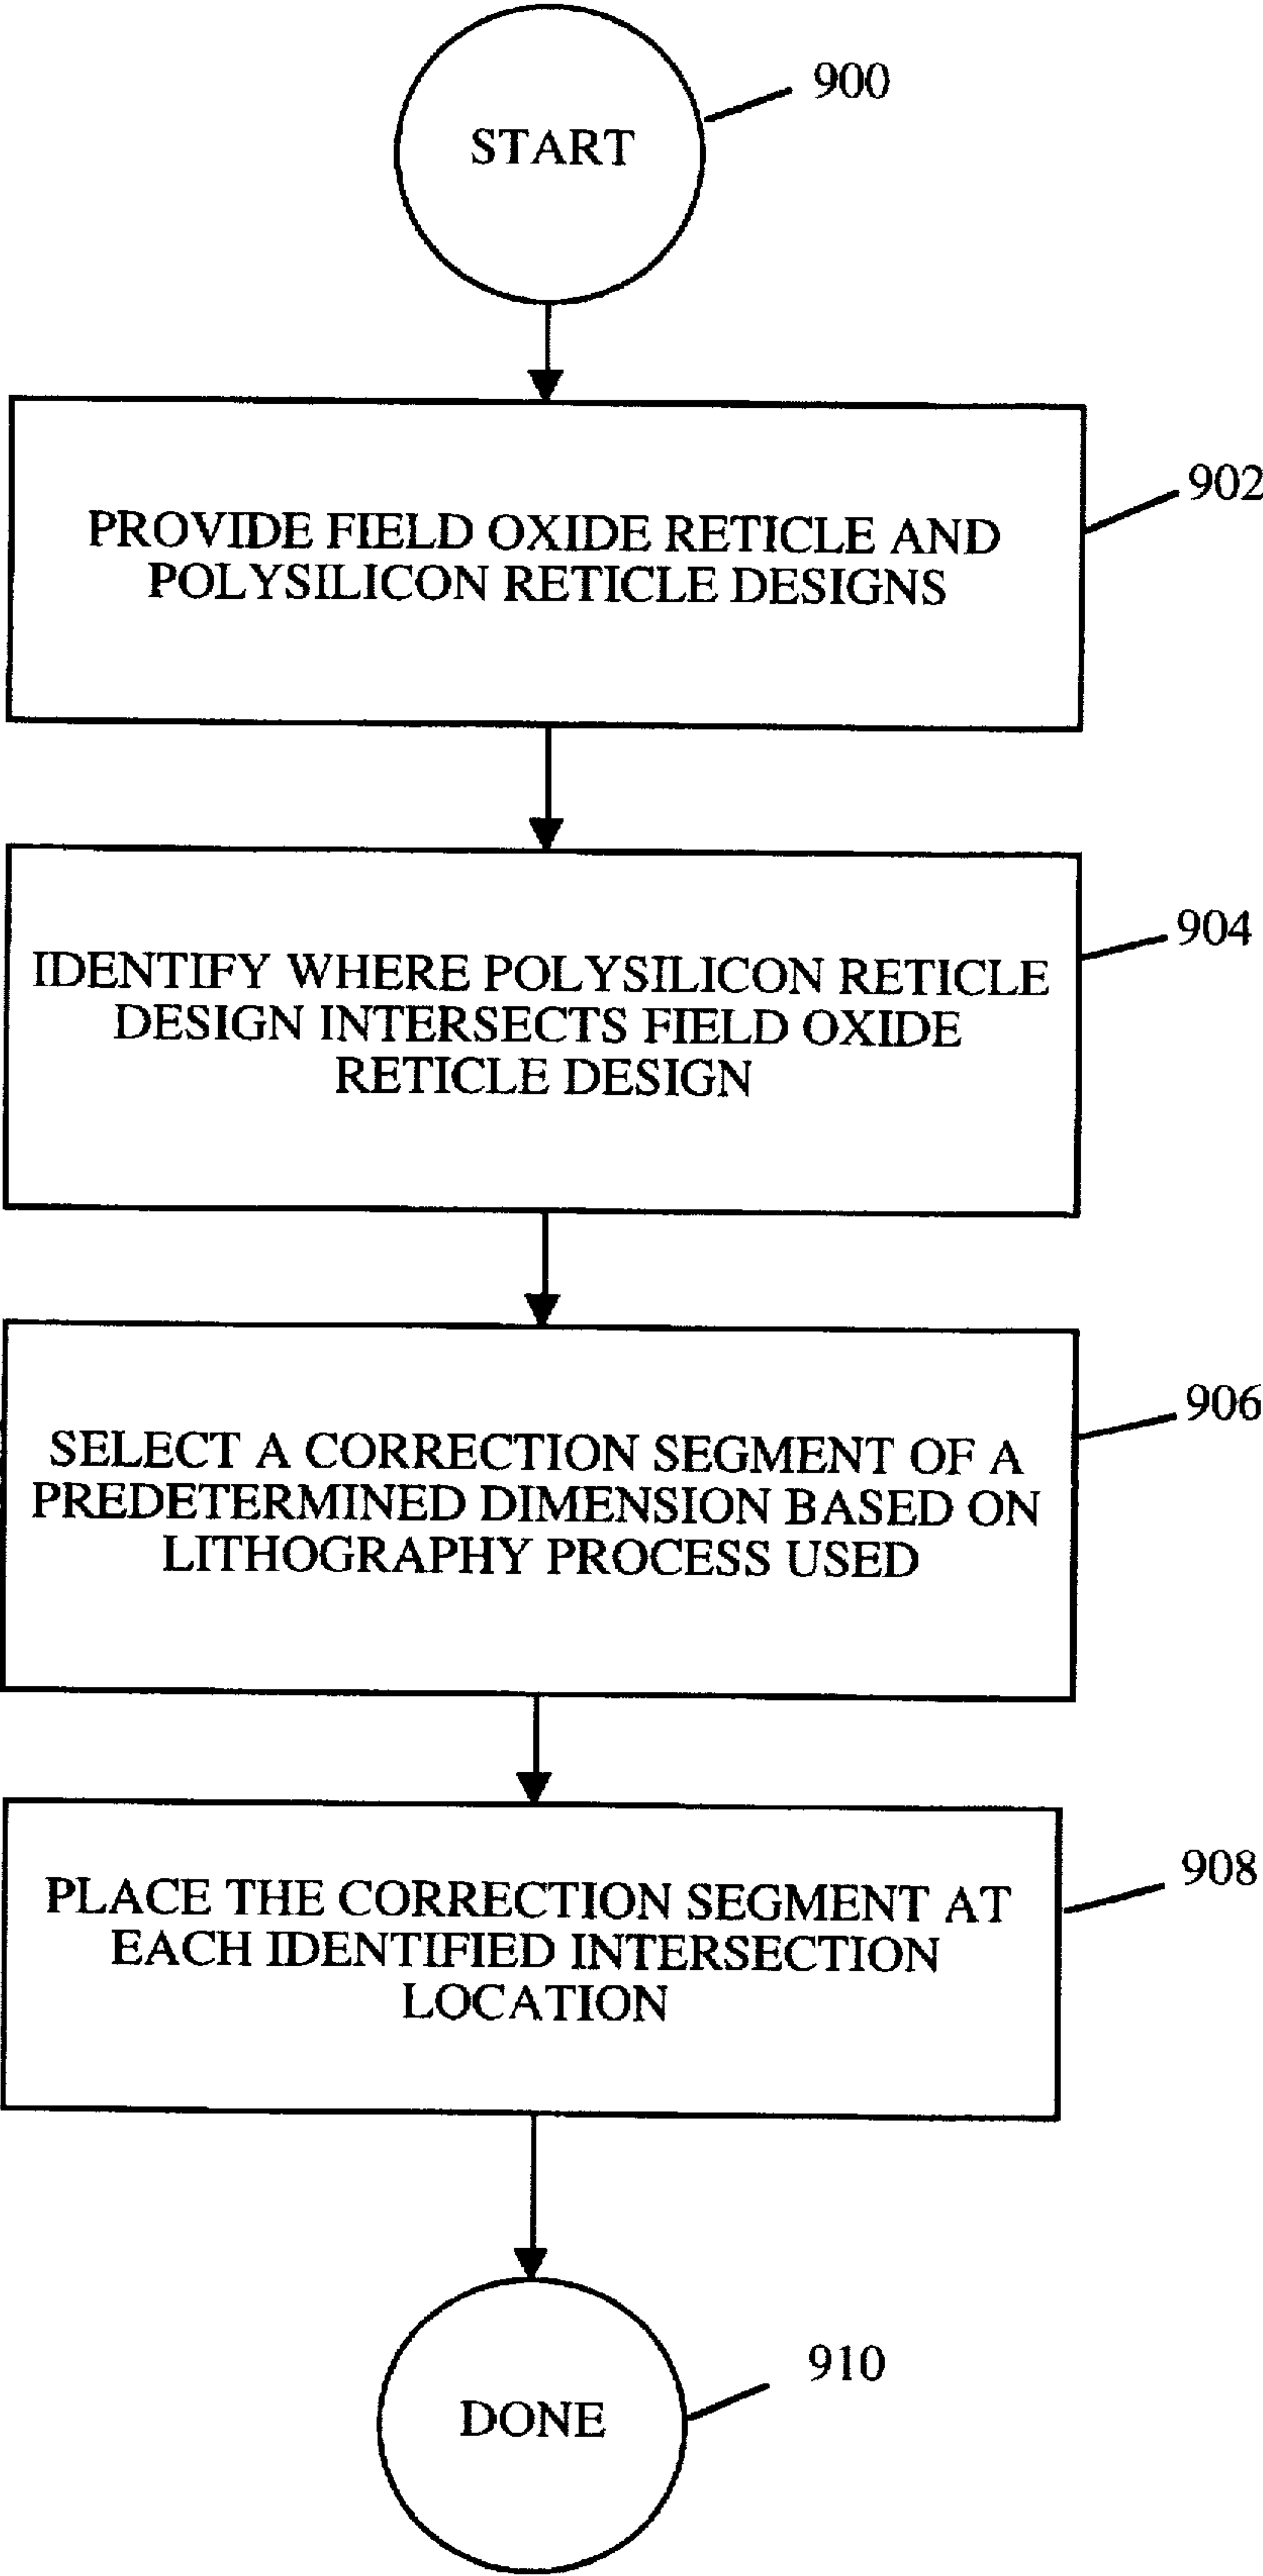 START
900
PROVIDE FIELD OXIDE RETICLE AND
POLYSILICON RETICLE DESIGNS
902
IDENTIFY WHERE POLYSILICON RETICLE
DESIGN INTERSECTS FIELD OXIDE
RETICLE DESIGN
904
SELECT A CORRECTION SEGMENT OF A
PREDETERMINED DIMENSION BASED ON
LITHOGRAPHY PROCESS USED
906
PLACE THE CORRECTION SEGMENT AT
EACH IDENTIFIED INTERSECTION
LOCATION
908
DONE
910